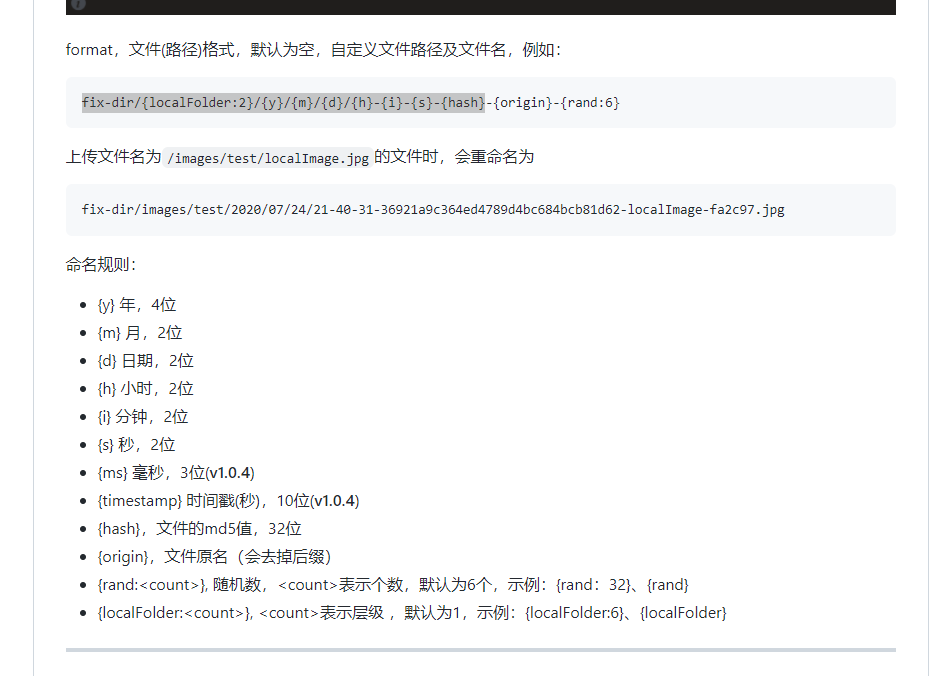 format，文件(路径)格式，默认为空，自定义文件路径及文件名，例如：
fix-dir/{localFolder:2}/{y}/{m}/{d}/{h}-{i}-{s}-{hash}-{origin}-{rand:6}
上传文件名为 /images/test/localImage.jpg 的文件时，会重命名为
fix-dir/images/test/2020/07/24/21-40-31-36921a9c364ed4789d4bc684bcb81d62-localImage-fa2c97.jpg
命名规则：
{y} 年，4位
{m} 月，2位
{d} 日期，2位
{h} 小时，2位
{i} 分钟，2位
{s} 秒，2位
{ms} 毫秒，3位(v1.0.4)
{timestamp} 时间戳(秒)，10位(v1.0.4)
{hash}，文件的md5值，32位
{origin}，文件原名（会去掉后缀）
{rand:<count>}, 随机数，<count>表示个数，默认为6个，示例：{rand：32}、{rand}
{localFolder:<count>}, <count>表示层级 ，默认为1，示例：{localFolder:6}、{localFolder}